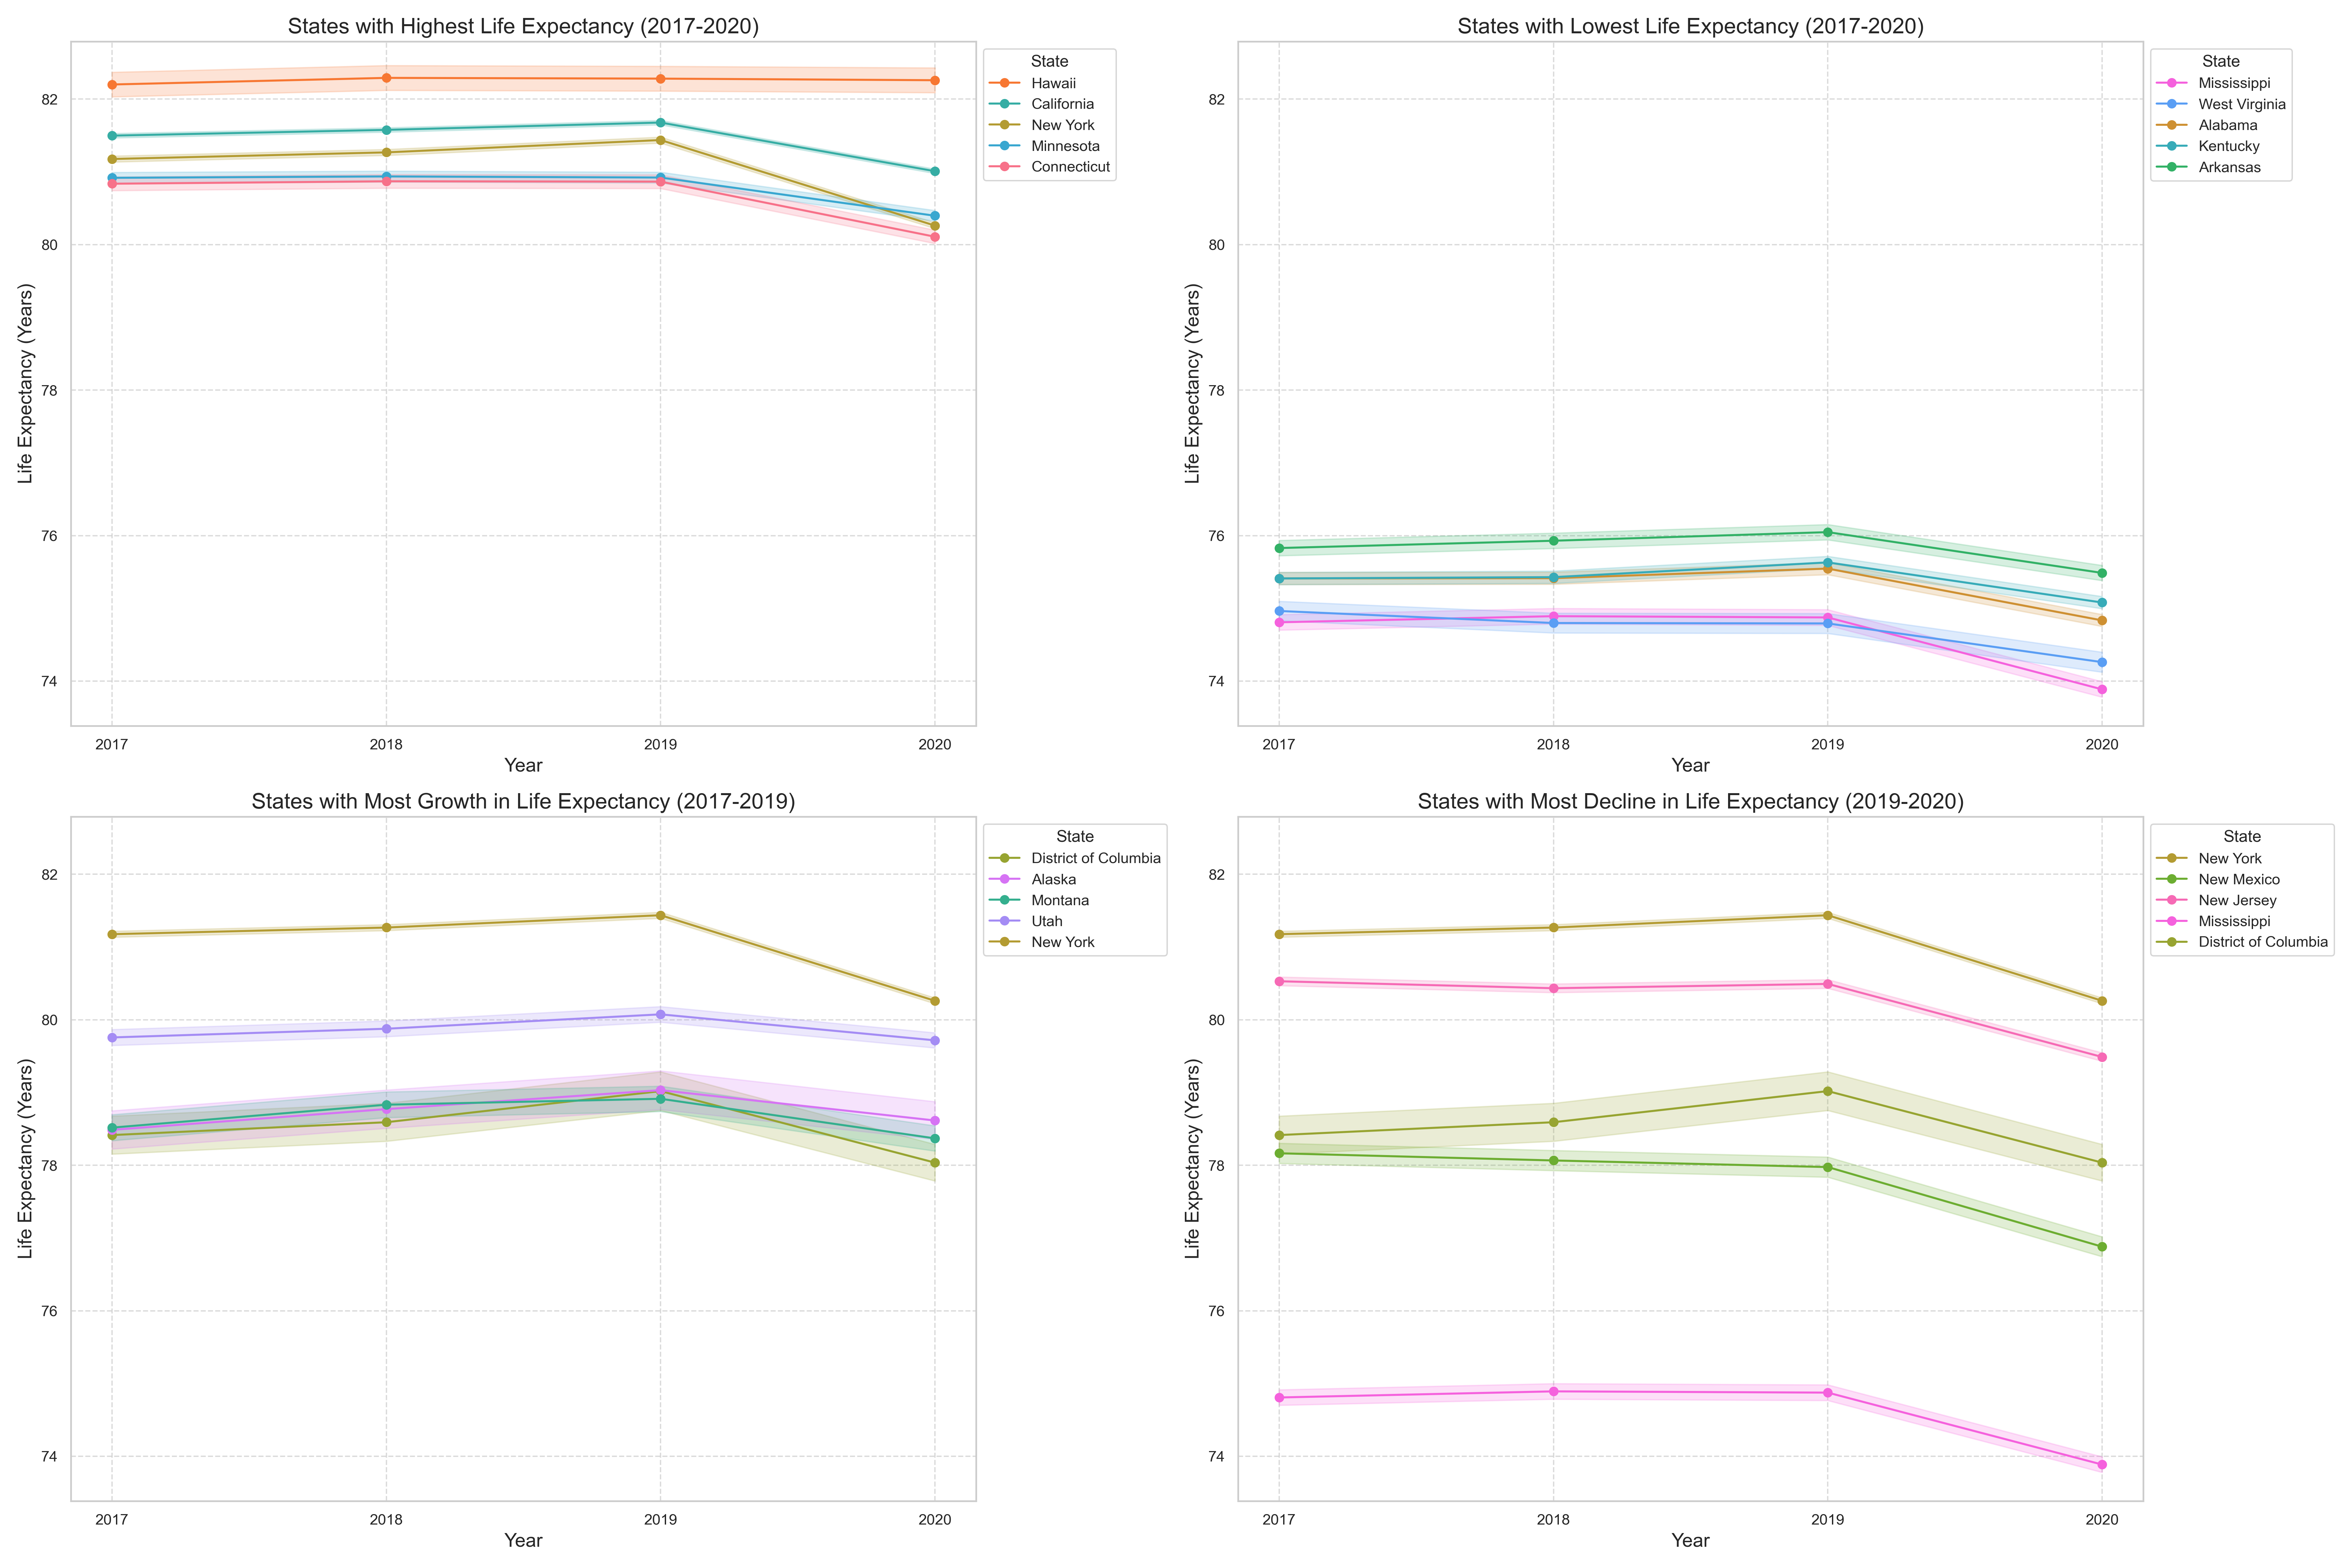 States with Highest Life Expectancy (2017-2020)
Life Expectancy (Years)
82
80
78
76
74
2017
2018
2019
2020
Year
State
Hawaii
California
New York
Minnesota
Connecticut
States with Lowest Life Expectancy (2017-2020)
Life Expectancy (Years)
82
80
78
76
74
2017
2018
2019
2020
Year
State
Mississippi
West Virginia
Alabama
Kentucky
Arkansas
States with Most Growth in Life Expectancy (2017-2019)
Life Expectancy (Years)
82
80
78
76
74
2017
2018
2019
2020
Year
State
District of Columbia
Alaska
Montana
Utah
New York
States with Most Decline in Life Expectancy (2019-2020)
Life Expectancy (Years)
82
80
78
76
74
2017
2018
2019
2020
Year
State
New York
New Mexico
New Jersey
Mississippi
District of Columbia